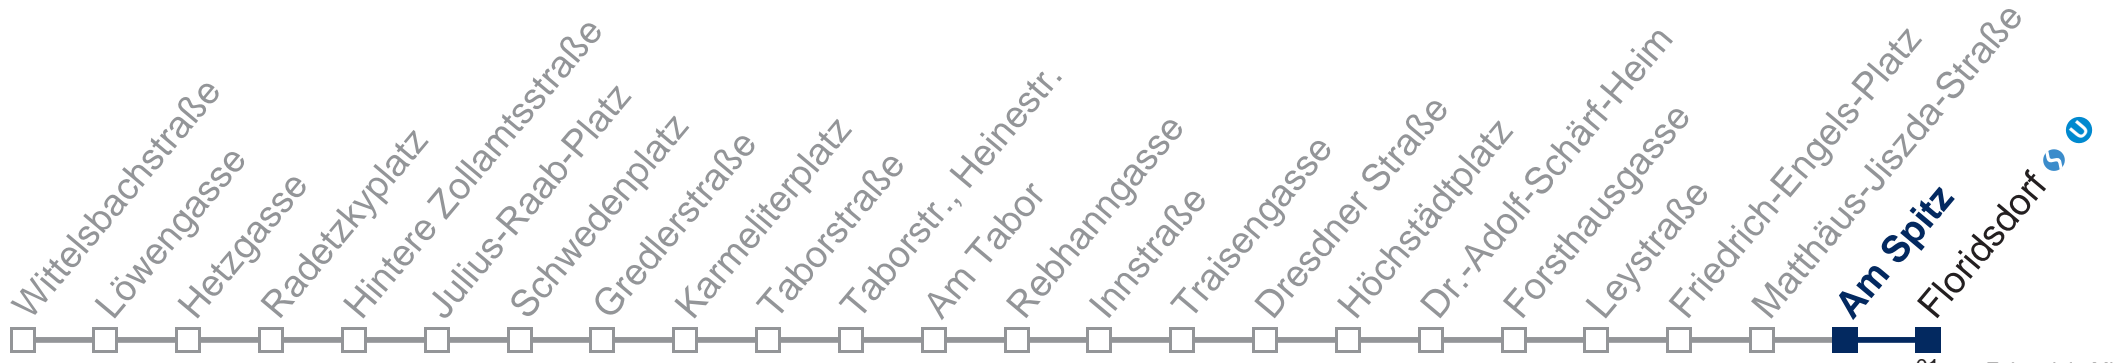 Wittelsbachstraße
Löwengasse
Hetzgasse
Radetzkyplatz
Hintere Zollamtsstraße
Julius-Raab-Platz
Schwedenplatz
Gredlerstraße
Karmeliterplatz
Taborstraße
Taborstr., Heinestr.
Am Tabor
Rebhanngasse
Innstraße
Traisengasse
Dresdner Straße
Höchstädtplatz
Dr.-Adolf-Schärf-Heim
Forsthausgasse
Leystraße
Friedrich-Engels-Platz
Matthäus-Jiszda-Straße
Am Spitz
Floridsdorf S U